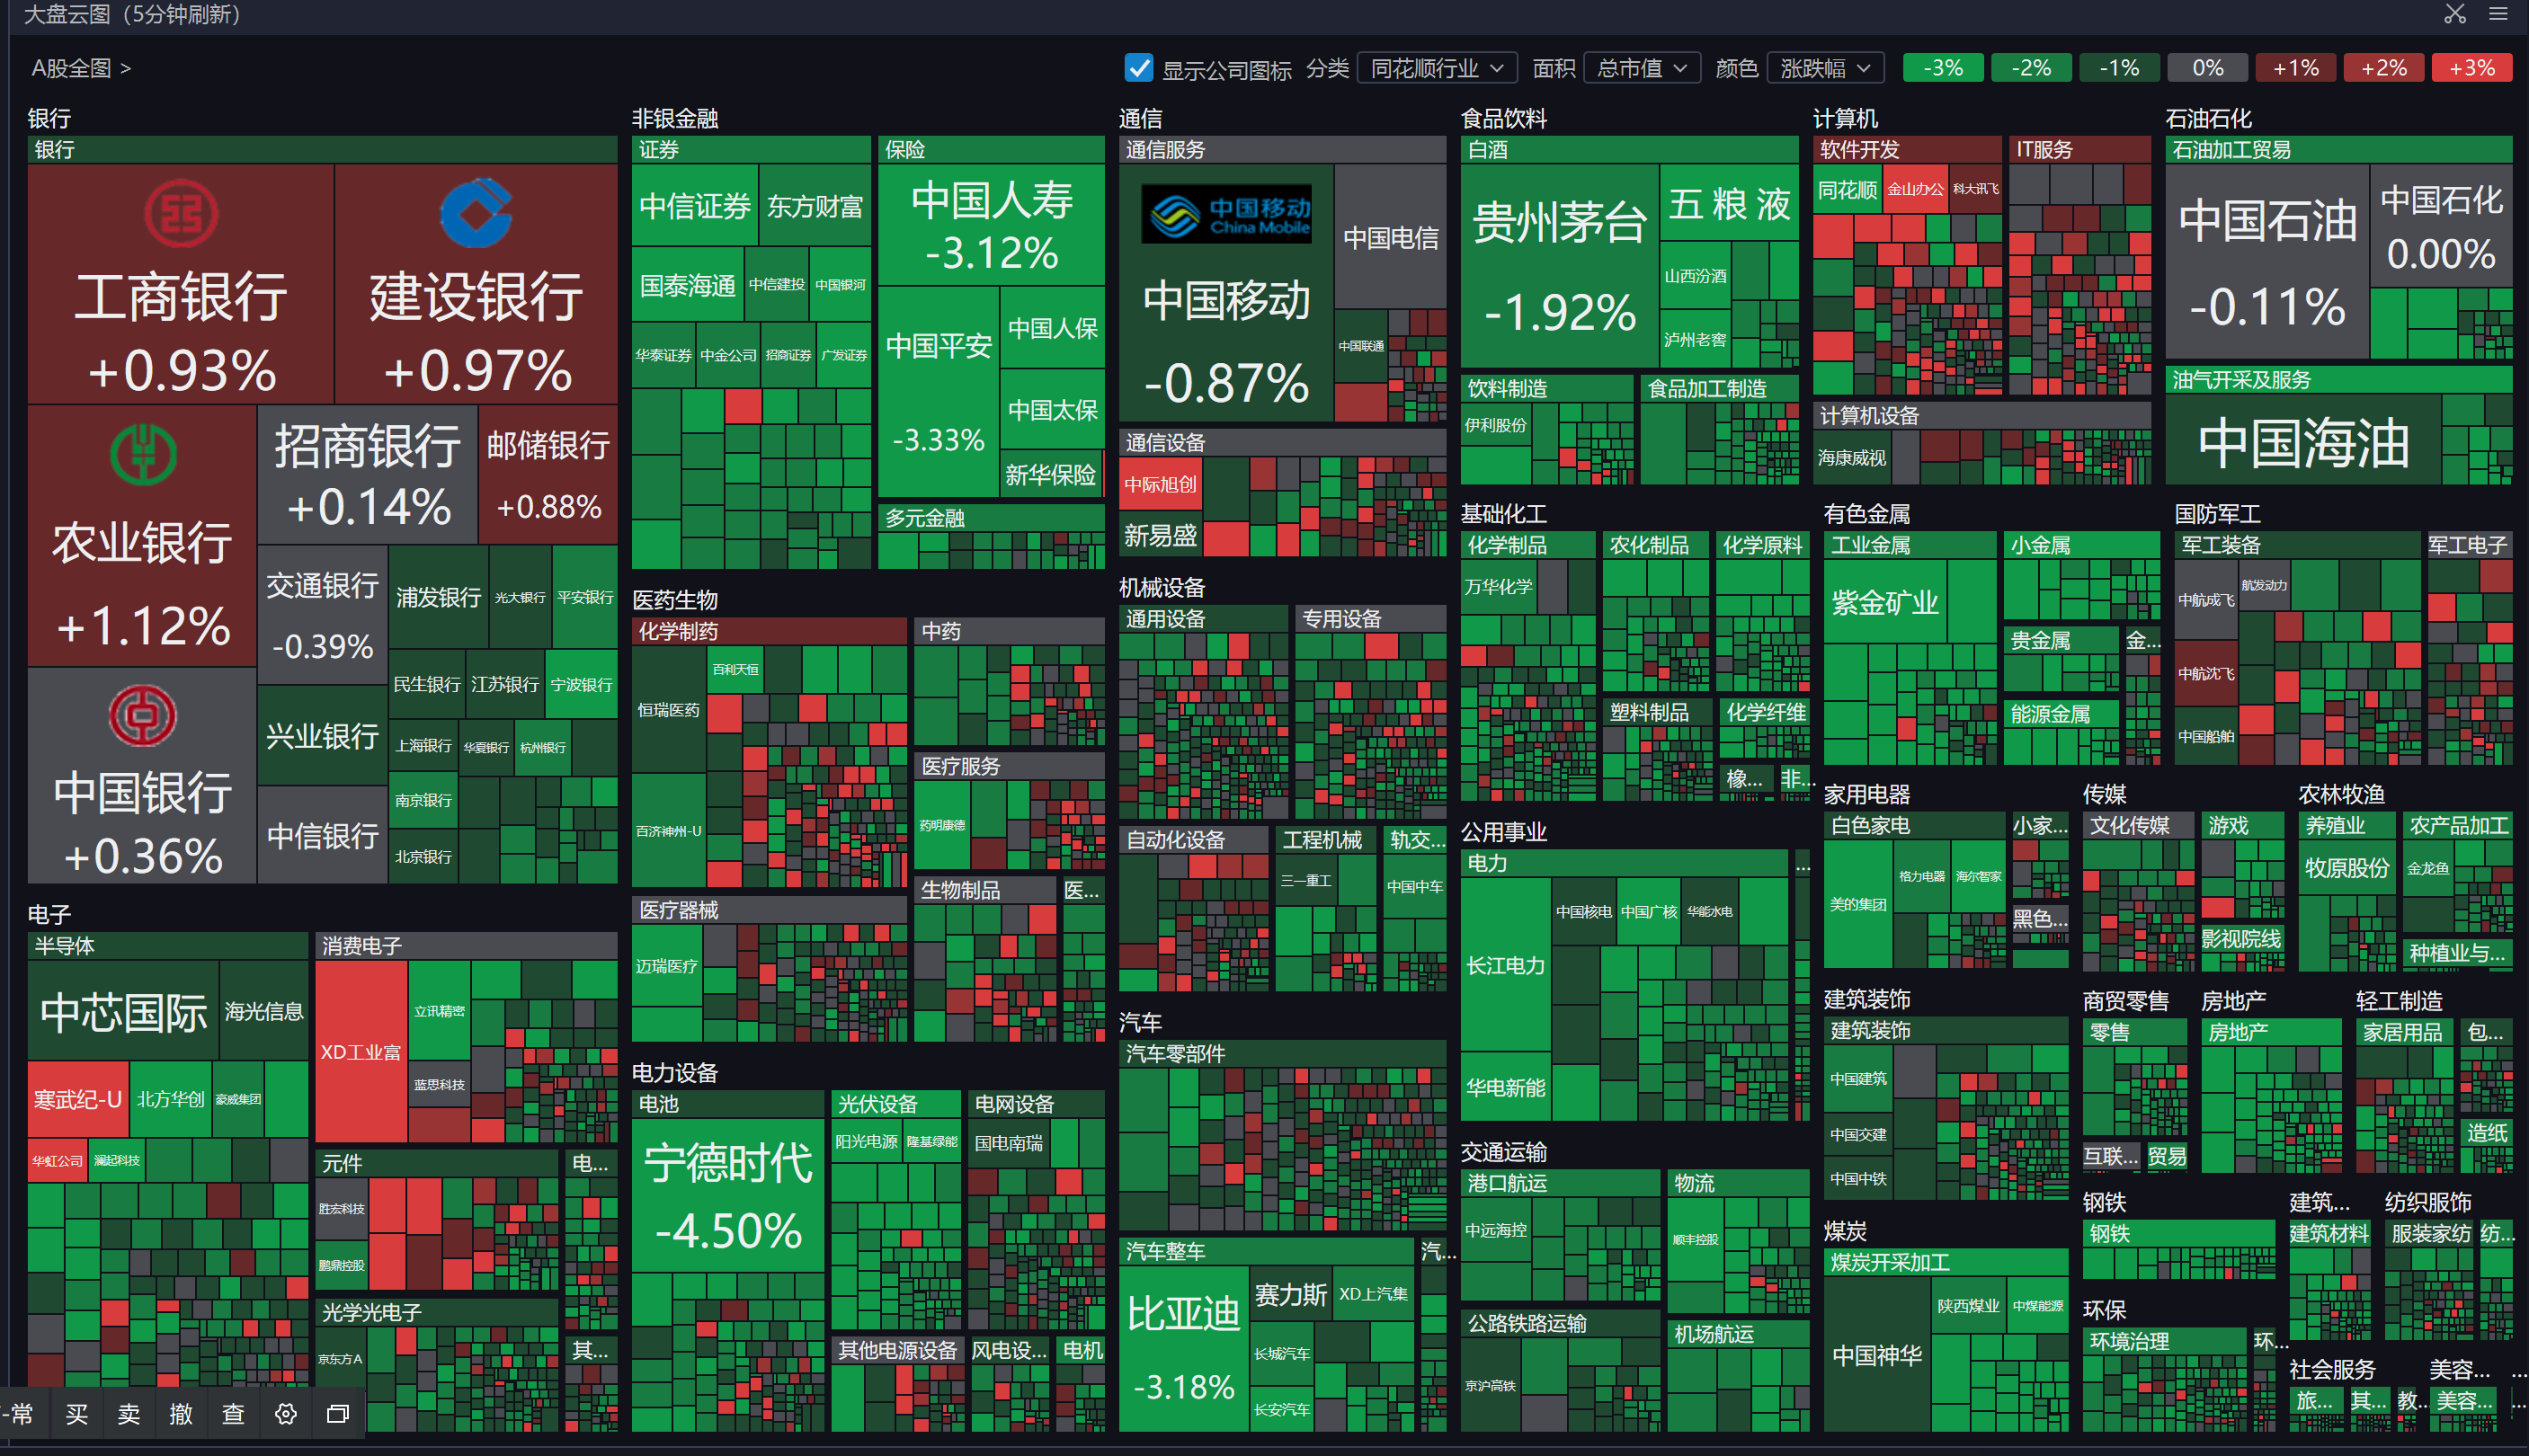 大盘云图（5分钟刷新）
A股全图 >
显示公司图标 分类 同花顺行业 面积 总市值 颜色 涨跌幅 -3% -2% -1% 0% +1% +2% +3%
银行
银行
工商银行
+0.93%
建设银行
+0.97%
农业银行
+1.12%
招商银行
+0.14%
邮储银行
+0.88%
中国银行
+0.36%
交通银行
-0.39%
兴业银行
中信银行
浦发银行
光大银行
平安银行
民生银行
江苏银行
宁波银行
上海银行
华夏银行
杭州银行
南京银行
北京银行
电子
半导体
中芯国际
海光信息
寒武纪-U
北方华创
豪威集团
华虹公司
澜起科技
消费电子
XD工业富
立讯精密
蓝思科技
元件
胜宏科技
鹏鼎控股
电...
光学光电子
京东方A
其...
非银金融
证券
中信证券
东方财富
国泰海通
中信建投
中国银河
华泰证券
中金公司
招商证券
广发证券
保险
中国人寿
-3.12%
中国平安
-3.33%
中国人保
中国太保
新华保险
多元金融
医药生物
化学制药
恒瑞医药
百利天恒
百济神州-U
中药
医疗服务
药明康德
医疗器械
迈瑞医疗
生物制品
医...
电力设备
电池
宁德时代
-4.50%
光伏设备
阳光电源
隆基绿能
电网设备
国电南瑞
其他电源设备
风电设...
电机
通信
通信服务
中国移动
China Mobile
中国移动
-0.87%
中国电信
中国联通
通信设备
中际旭创
新易盛
机械设备
通用设备
专用设备
自动化设备
工程机械
三一重工
轨交...
中国中车
汽车
汽车零部件
汽车整车
比亚迪
-3.18%
赛力斯
XD上汽集
长城汽车
长安汽车
汽...
食品饮料
白酒
贵州茅台
-1.92%
五 粮 液
山西汾酒
泸州老窖
饮料制造
伊利股份
食品加工制造
基础化工
化学制品
万华化学
农化制品
化学原料
塑料制品
化学纤维
橡...
非...
公用事业
电力
长江电力
中国核电
中国广核
华能水电
华电新能
...
交通运输
港口航运
中远海控
物流
顺丰控股
公路铁路运输
京沪高铁
机场航运
计算机
软件开发
同花顺
金山办公
科大讯飞
IT服务
计算机设备
海康威视
有色金属
工业金属
紫金矿业
小金属
贵金属
金...
能源金属
家用电器
白色家电
美的集团
格力电器
海尔智家
小家...
黑色...
建筑装饰
建筑装饰
中国建筑
中国交建
中国中铁
煤炭
煤炭开采加工
中国神华
陕西煤业
中煤能源
石油石化
石油加工贸易
中国石油
-0.11%
中国石化
0.00%
油气开采及服务
中国海油
国防军工
军工装备
中航成飞
航发动力
中航沈飞
中国船舶
军工电子
传媒
文化传媒
游戏
影视院线
农林牧渔
养殖业
牧原股份
农产品加工
金龙鱼
种植业与...
商贸零售
零售
互联...
贸易
房地产
房地产
轻工制造
家居用品
包...
造纸
钢铁
钢铁
建筑...
建筑材料
纺织服饰
服装家纺
纺...
环保
环境治理
环...
社会服务
旅...
其...
教...
美容...
美容...
...
...
-常 买 卖 撤 查